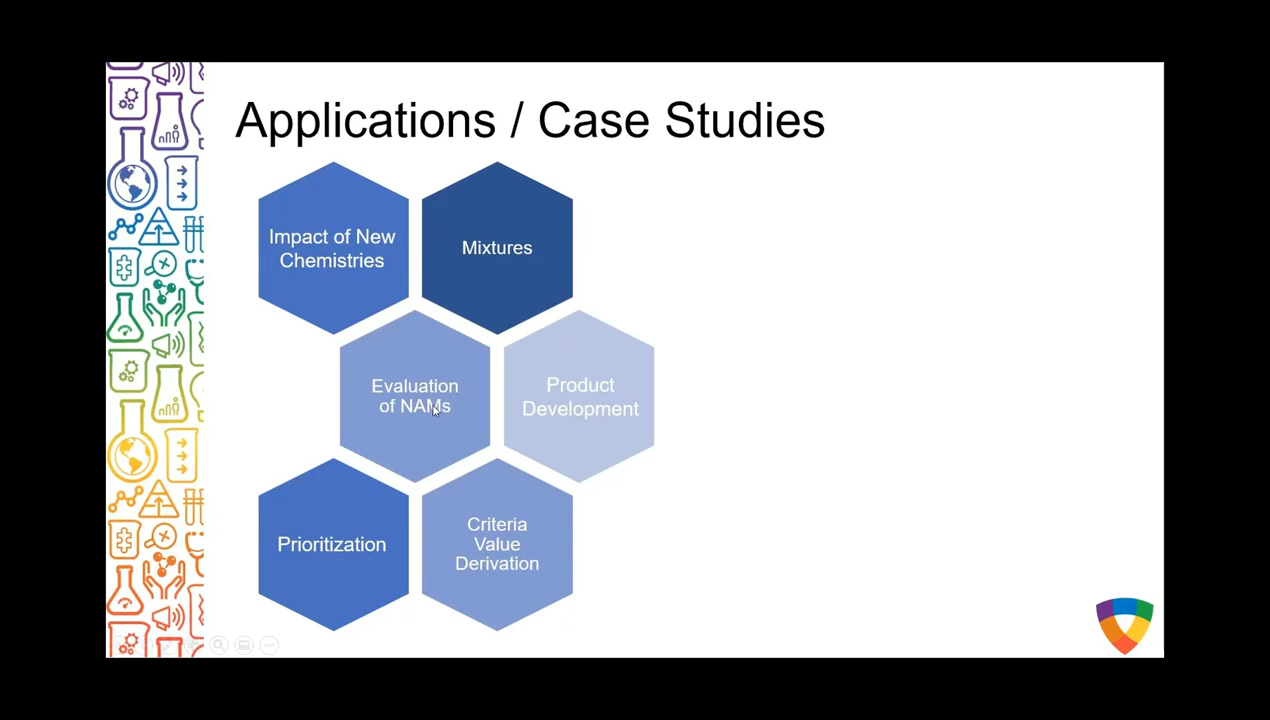 Applications / Case Studies
Impact of New
Chemistries
Mixtures
Evaluation
of NAMs
Product
Development
Prioritization
Criteria
Value
Derivation